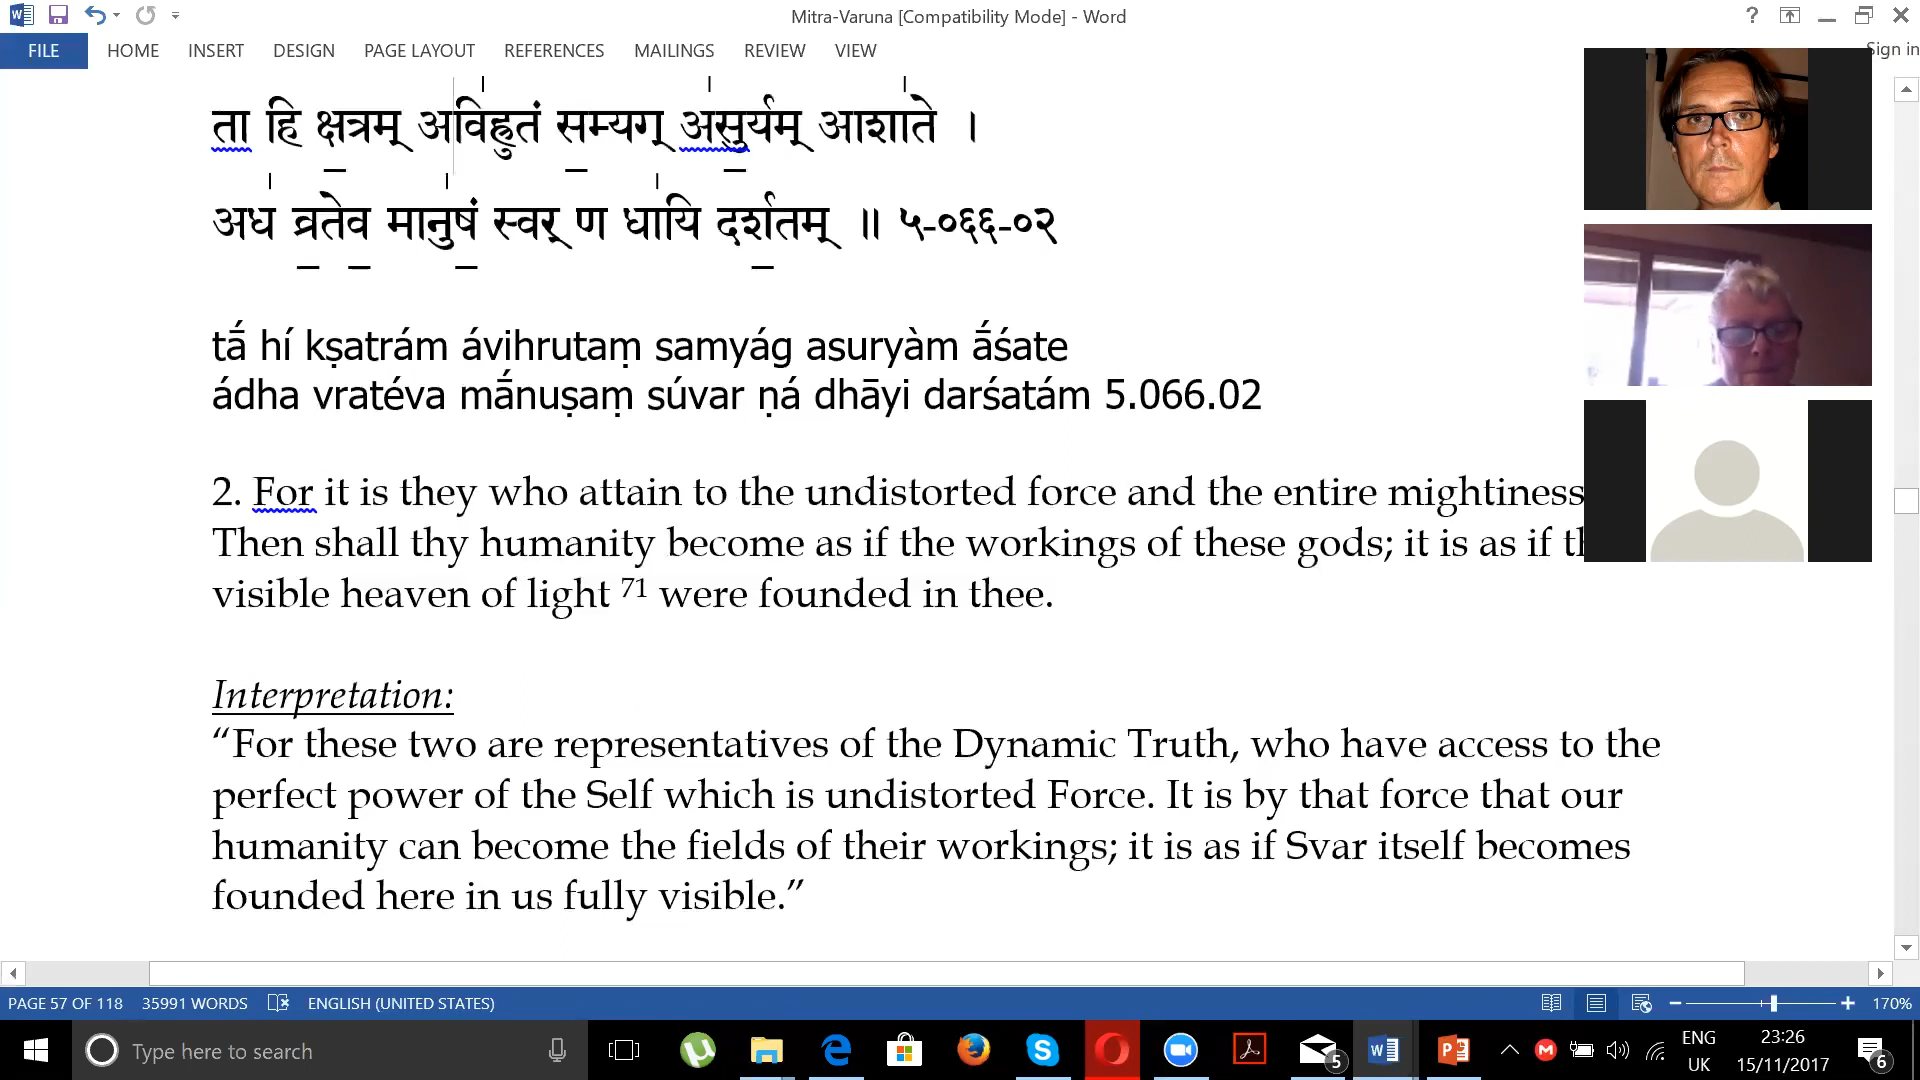 Mitra-Varuna [Compatibility Mode] - Word
FILE HOME INSERT DESIGN PAGE LAYOUT REFERENCES MAILINGS REVIEW VIEW Sign in
ता हि क्षत्रम् अविह्रुतं सम्यग् असुर्यम् आशाते ।
अध व्रतेव मानुषं स्वर् ण धायि दर्शतम् ॥ ५-०६६-०२
tā́ hí kṣatrám ávihrutaṃ samyág asuryàm ā́śate
ádha vratéva mā́nuṣaṃ súvar ṇá dhāyi darśatám 5.066.02
2. For it is they who attain to the undistorted force and the entire mightiness
Then shall thy humanity become as if the workings of these gods; it is as if
visible heaven of light 71 were founded in thee.
Interpretation:
“For these two are representatives of the Dynamic Truth, who have access to the
perfect power of the Self which is undistorted Force. It is by that force that our
humanity can become the fields of their workings; it is as if Svar itself becomes
founded here in us fully visible.”
PAGE 57 OF 118 35991 WORDS ENGLISH (UNITED STATES) 170%
Type here to search 5 ENG 23:26 6
UK 15/11/2017